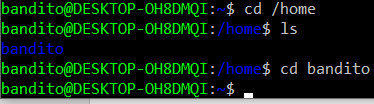 bandito@DESKTOP-OH8DMQI:~$ cd /home
bandito@DESKTOP-OH8DMQI:/home$ ls
bandito
bandito@DESKTOP-OH8DMQI:/home$ cd bandito
bandito@DESKTOP-OH8DMQI:~$